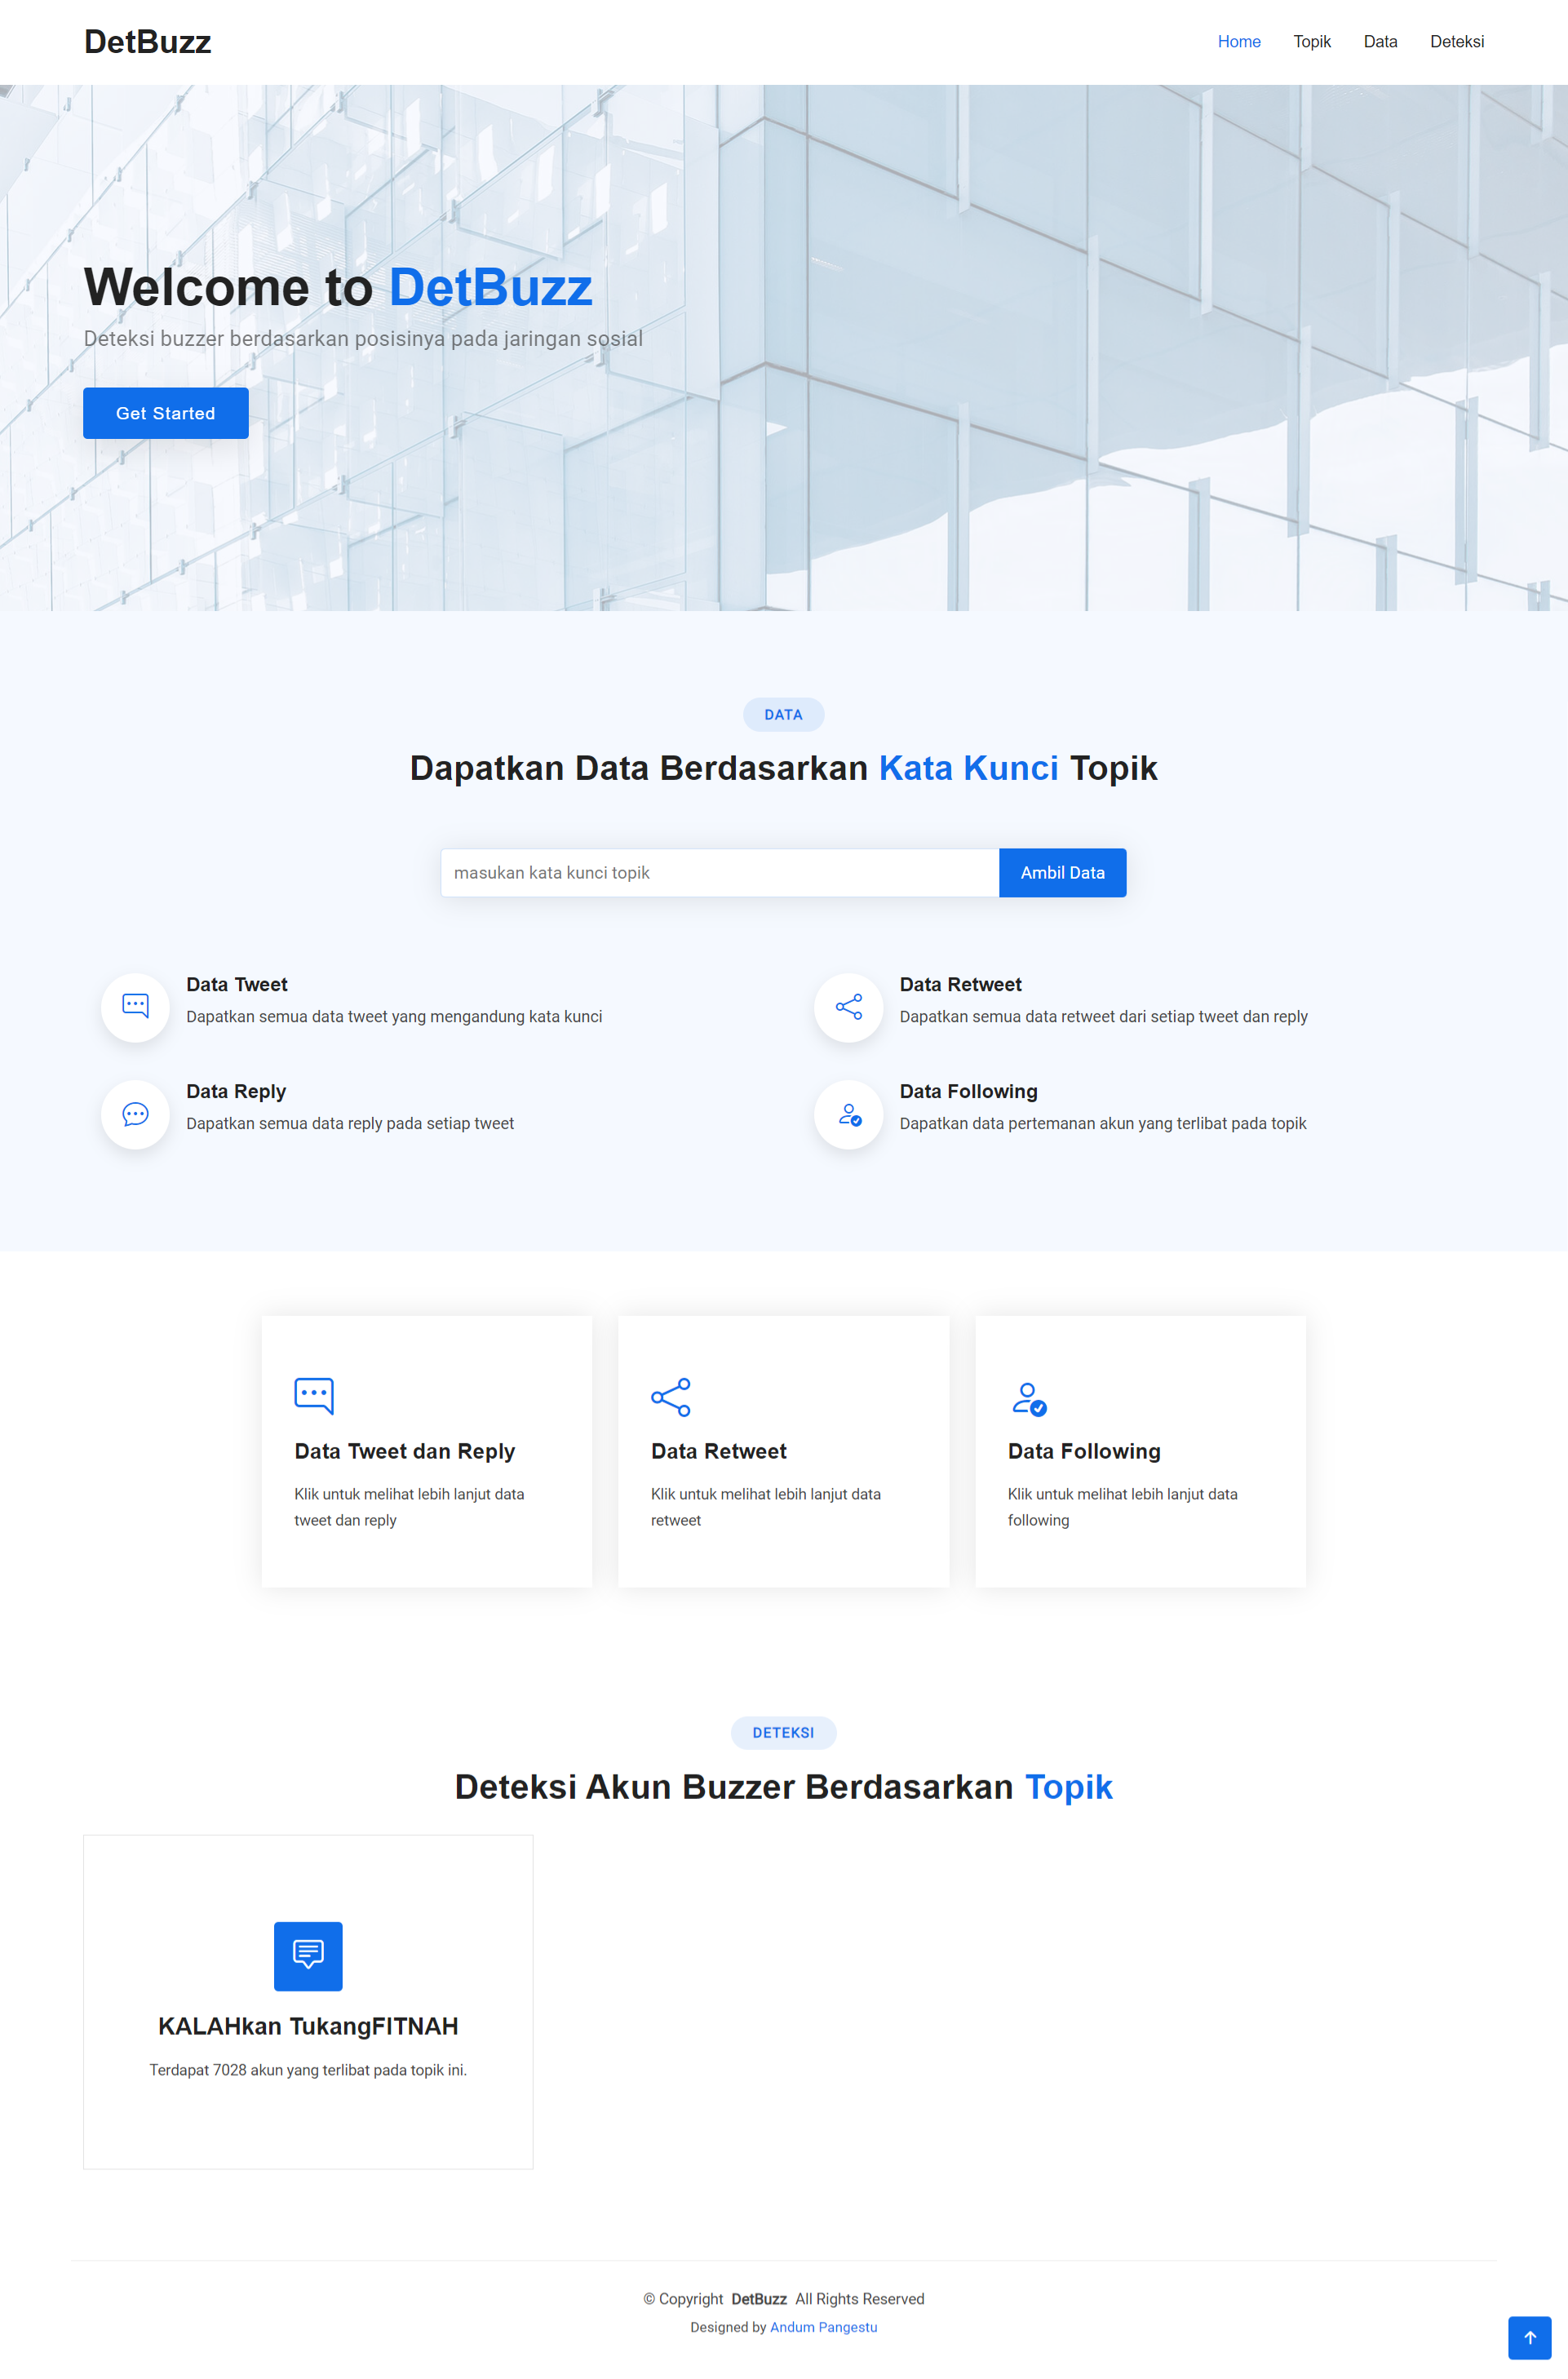 DetBuzz
Home Topik Data Deteksi
Welcome to DetBuzz
Deteksi buzzer berdasarkan posisinya pada jaringan sosial
Get Started
DATA
Dapatkan Data Berdasarkan Kata Kunci Topik
masukan kata kunci topik
Ambil Data
Data Tweet
Dapatkan semua data tweet yang mengandung kata kunci
Data Retweet
Dapatkan semua data retweet dari setiap tweet dan reply
Data Reply
Dapatkan semua data reply pada setiap tweet
Data Following
Dapatkan data pertemanan akun yang terlibat pada topik
Data Tweet dan Reply
Klik untuk melihat lebih lanjut data
tweet dan reply
Data Retweet
Klik untuk melihat lebih lanjut data
retweet
Data Following
Klik untuk melihat lebih lanjut data
following
DETEKSI
Deteksi Akun Buzzer Berdasarkan Topik
KALAHkan TukangFITNAH
Terdapat 7028 akun yang terlibat pada topik ini.
© Copyright DetBuzz All Rights Reserved
Designed by Andum Pangestu